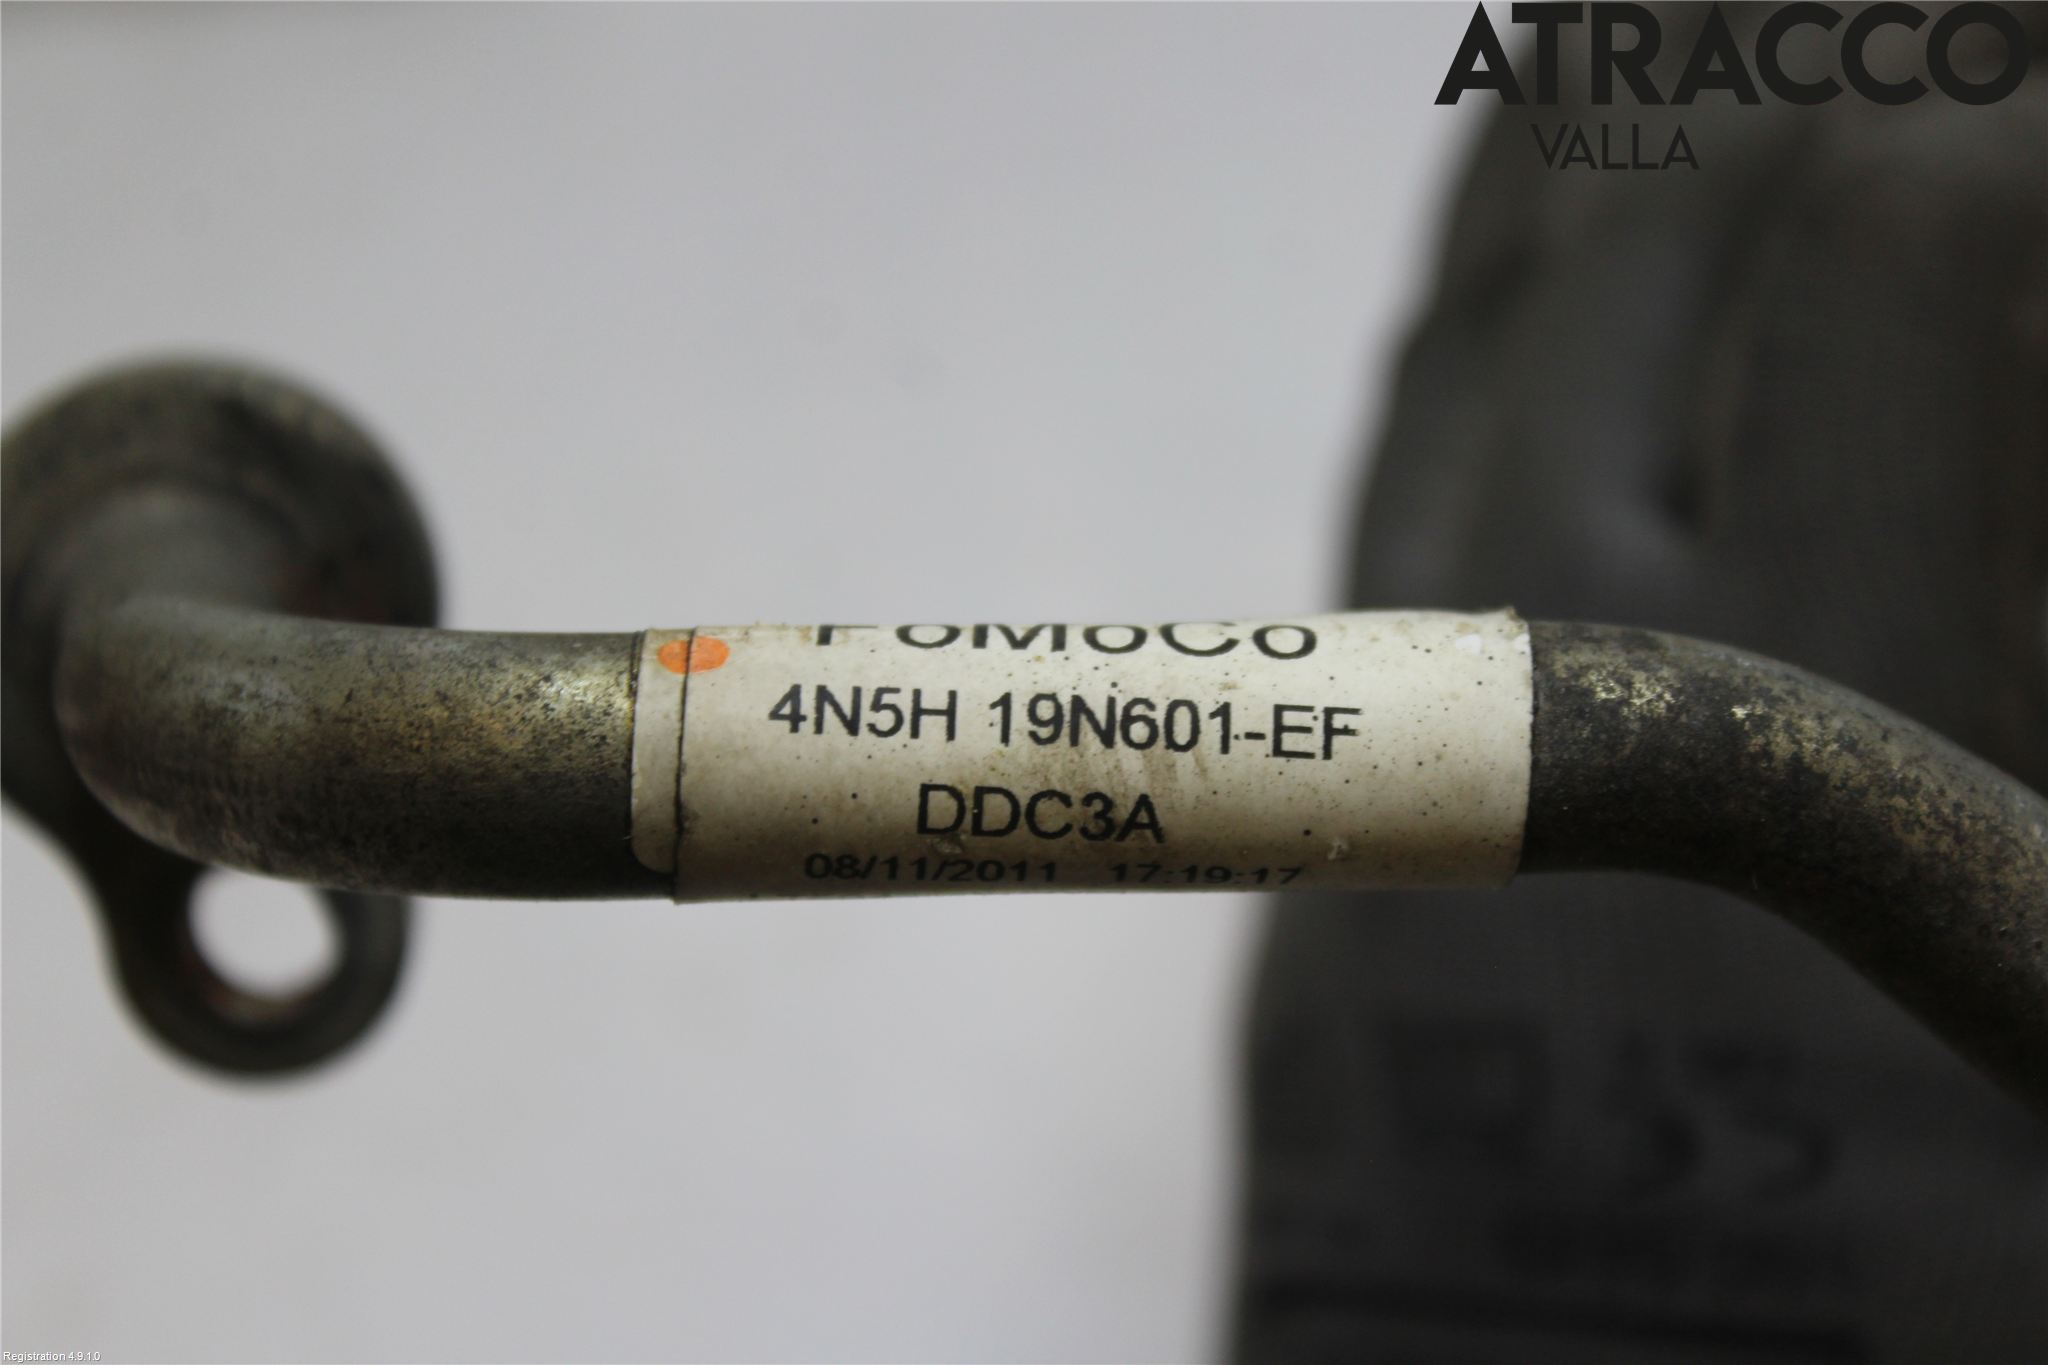 ATRACCO
VALLA
FoMoCo
4N5H 19N601-EF
DDC3A
08/11/2011 17:19:17
Registration 4.9.1.0